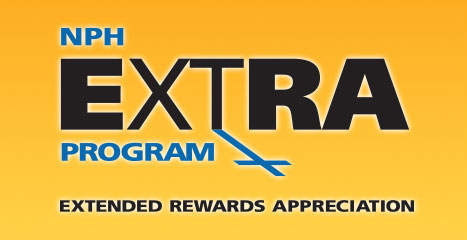 NPH
EXTRA
PROGRAM
EXTENDED REWARDS APPRECIATION